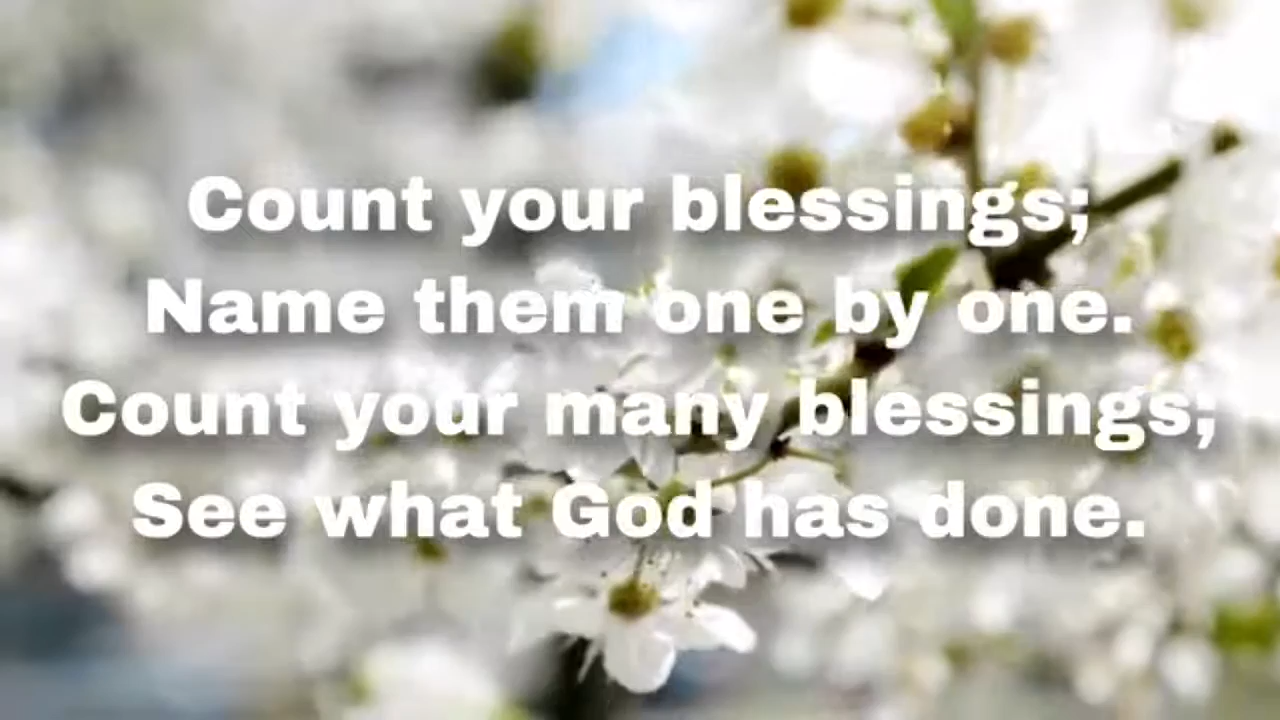 Count your blessings;
Name them one by one.
Count your many blessings;
See what God has done.